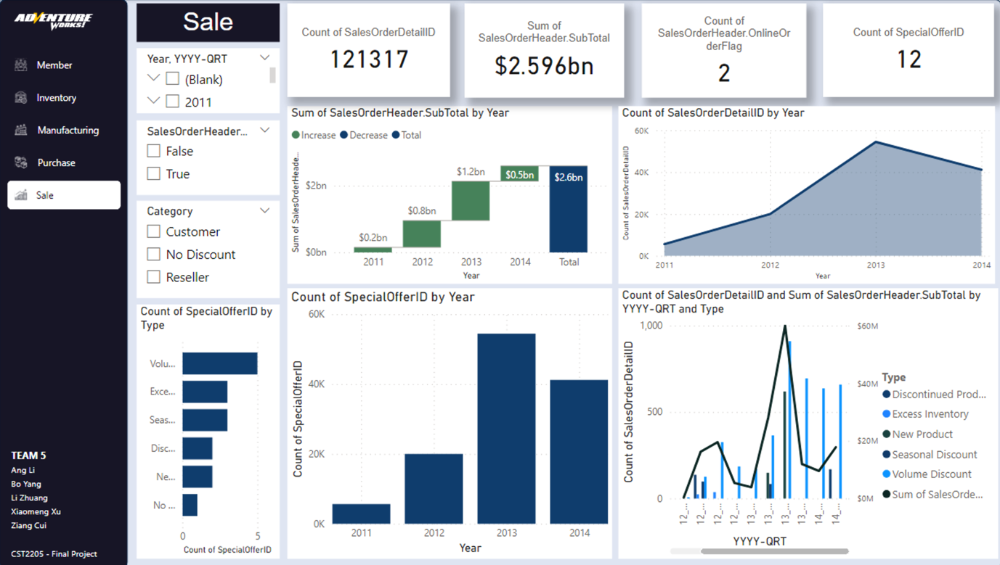 ADVENTURE
WORKS!
Member
Inventory
Manufacturing
Purchase
Sale
TEAM 5
Ang Li
Bo Yang
Li Zhuang
Xiaomeng Xu
Ziang Cui
CST2205 - Final Project
Sale
Year, YYYY-QRT
(Blank)
2011
SalesOrderHeader...
False
True
Category
Customer
No Discount
Reseller
Count of SpecialOfferID by
Type
Volu...
Exce...
Seas...
Disc...
Ne...
No ...
0 5
Count of SpecialOfferID
Count of SalesOrderDetailID
121317
Sum of
SalesOrderHeader.SubTotal
$2.596bn
Count of
SalesOrderHeader.OnlineOr
derFlag
2
Count of SpecialOfferID
12
Sum of SalesOrderHeader.SubTotal by Year
Increase Decrease Total
Sum of SalesOrderHeade...
$2bn
$0bn
$0.2bn
$0.8bn
$1.2bn
$0.5bn
$2.6bn
2011 2012 2013 2014 Total
Year
Count of SalesOrderDetailID by Year
Count of SalesOrderDetailID
60K
40K
20K
0K
2011 2012 2013 2014
Year
Count of SpecialOfferID by Year
Count of SpecialOfferID
60K
40K
20K
0K
2011 2012 2013 2014
Year
Count of SalesOrderDetailID and Sum of SalesOrderHeader.SubTotal by
YYYY-QRT and Type
Count of SalesOrderDetailID
1,000
500
0
$60M
$40M
$20M
$0M
12_... 12_... 12_... 12_... 13_... 13_... 13_... 13_... 14_... 14_...
YYYY-QRT
Type
Discontinued Prod...
Excess Inventory
New Product
Seasonal Discount
Volume Discount
Sum of SalesOrde...